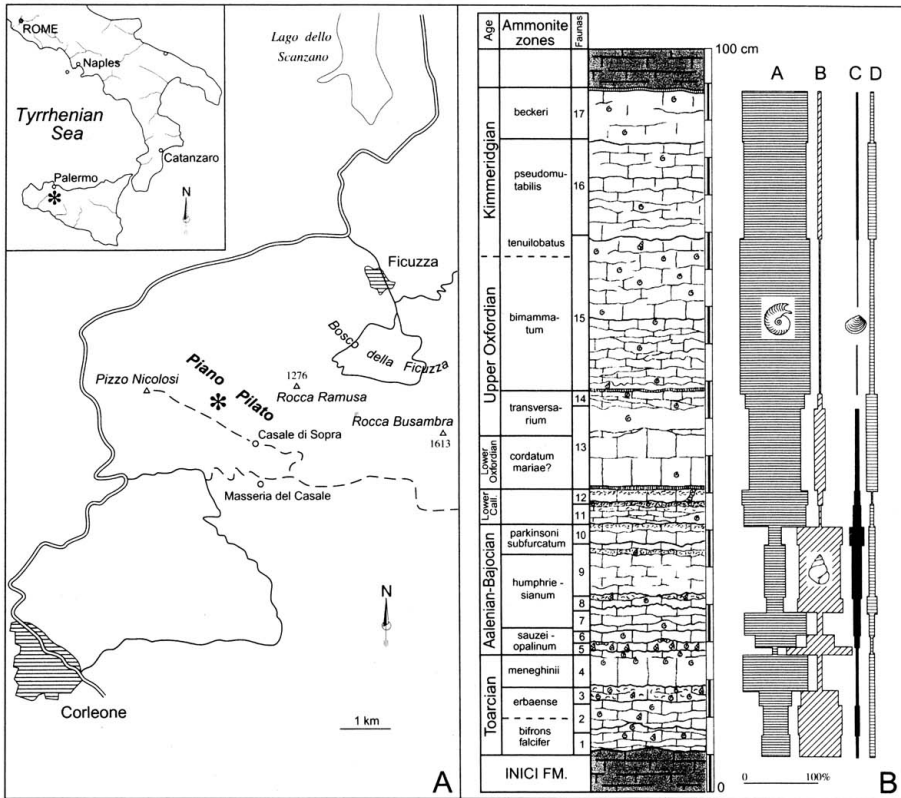 ROME
Naples
Tyrrhenian
Sea
Catanzaro
Palermo
N
Lago dello
Scanzano
Ficuzza
Bosco della Ficuzza
Piano
Pilato
Pizzo Nicolosi
1276
Rocca Ramusa
Rocca Busambra
1613
Casale di Sopra
Masseria del Casale
N
Corleone
1 km
A
Age
Ammonite
zones
Faunas
100 cm
A B C D
Kimmeridgian
Upper Oxfordian
Lower
Oxfordian
Lower
Call.
Aalenian-Bajocian
Toarcian
beckeri
17
pseudomu-
tabilis
16
tenuilobatus
bimamma-
tum
15
14
transversa-
rium
13
cordatum
mariae?
12
11
parkinsoni
subfurcatum
10
humphrie -
sianum
9
8
7
sauzei -
opalinum
6
5
meneghinii
4
erbaense
3
2
bifrons
falcifer
1
INICI FM.
0
0 100%
B